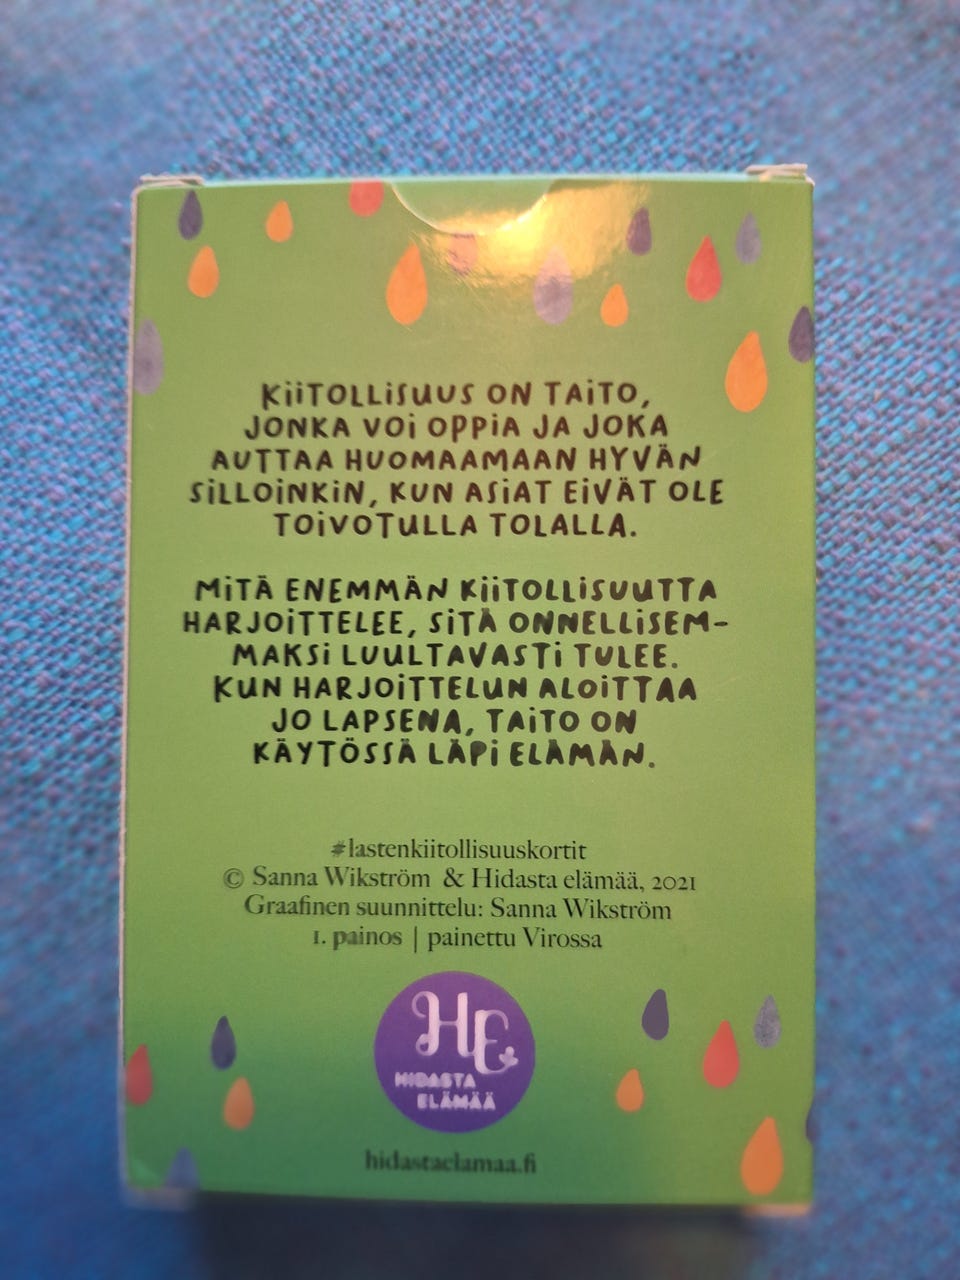 KiiTOLLiSUUS ON TAiTO,
JONKA VOi OPPiA JA JOKA
AUTTAA HUOMAAMAAN HYVÄN
SiLLOiNKiN, KUN ASiAT EiVÄT OLE
TOiVOTULLA TOLALLA.
MiTÄ ENEMMÄN KiiTOLLiSUUTTA
HARJOiTTELEE, SiTÄ ONNELLiSEM-
MAKSi LUULTAVASTi TULEE.
KUN HARJOiTTELUN ALOiTTAA
JO LAPSENA, TAiTO ON
KÄYTÖSSÄ LÄPi ELÄMÄN.
#lastenkiitollisuuskortit
© Sanna Wikström & Hidasta elämää, 2021
Graafinen suunnittelu: Sanna Wikström
1. painos | painettu Virossa
HE
HIDASTA
ELÄMÄÄ
hidastaelamaa.fi